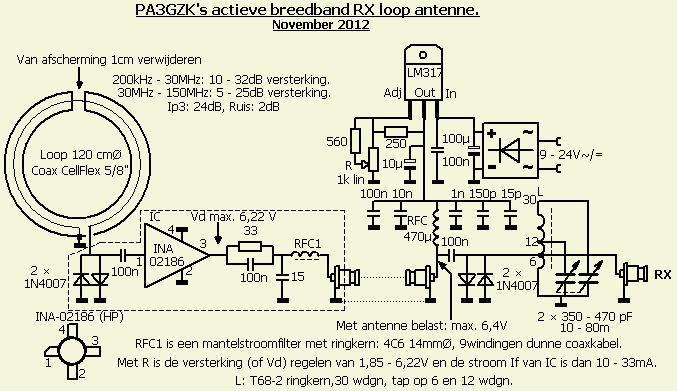 PA3GZK's actieve breedband RX loop antenne.
November 2012
Van afscherming 1cm verwijderen
200kHz - 30MHz: 10 - 32dB versterking.
30MHz - 150MHz: 5 - 25dB versterking.
Ip3: 24dB, Ruis: 2dB
LM317
Adj Out In
560
250
100µ
R
10µ
100n
1k lin
+
-
9 - 24V~/=
Loop 120 cmØ
Coax CellFlex 5/8"
100n 10n
1n 150p 15p
L
30
12
6
RFC
470µ
100n
IC
Vd max. 6,22 V
4
INA
02186
1
3
2
33
100n
RFC1
15
2 ×
1N4007
100n
2 ×
1N4007
RX
INA-02186 (HP)
4
1
3
2
Met antenne belast: max. 6,4V
2 × 350 - 470 pF
10 - 80m
RFC1 is een mantelstroomfilter met ringkern: 4C6 14mmØ, 9windingen dunne coaxkabel.
Met R is de versterking (of Vd) regelen van 1,85 - 6,22V en de stroom If van IC is dan 10 - 33mA.
L: T68-2 ringkern,30 wdgn, tap op 6 en 12 wdgn.